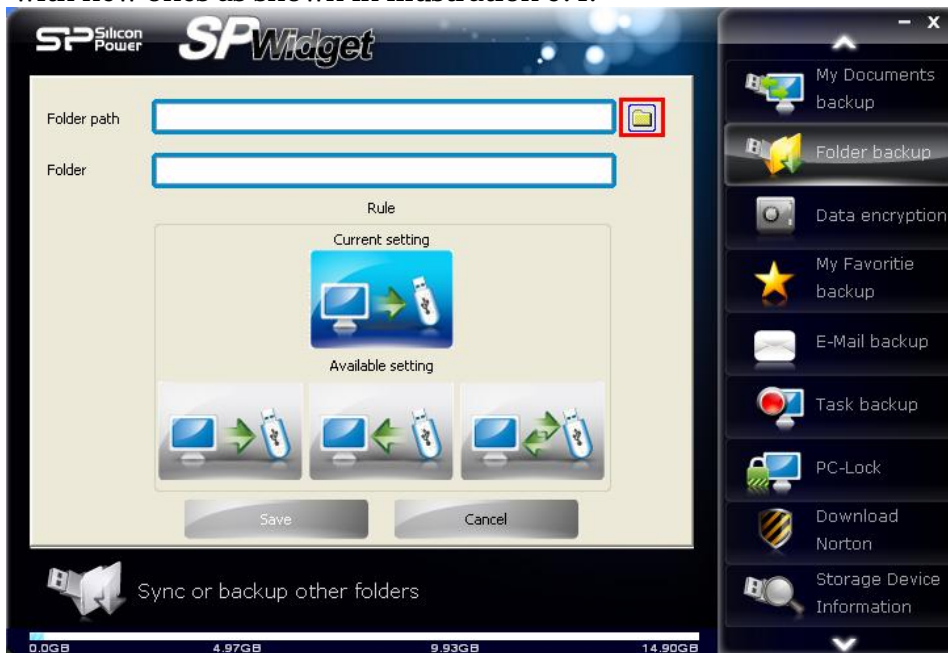 SP Silicon Power
SPWidget
- x
My Documents
backup
Folder path
Folder backup
Folder
Data encryption
Rule
Current setting
My Favoritie
backup
E-Mail backup
Available setting
Task backup
PC-Lock
Save
Cancel
Download
Norton
Sync or backup other folders
Storage Device
Information
0.0GB 4.97GB 9.93GB 14.90GB